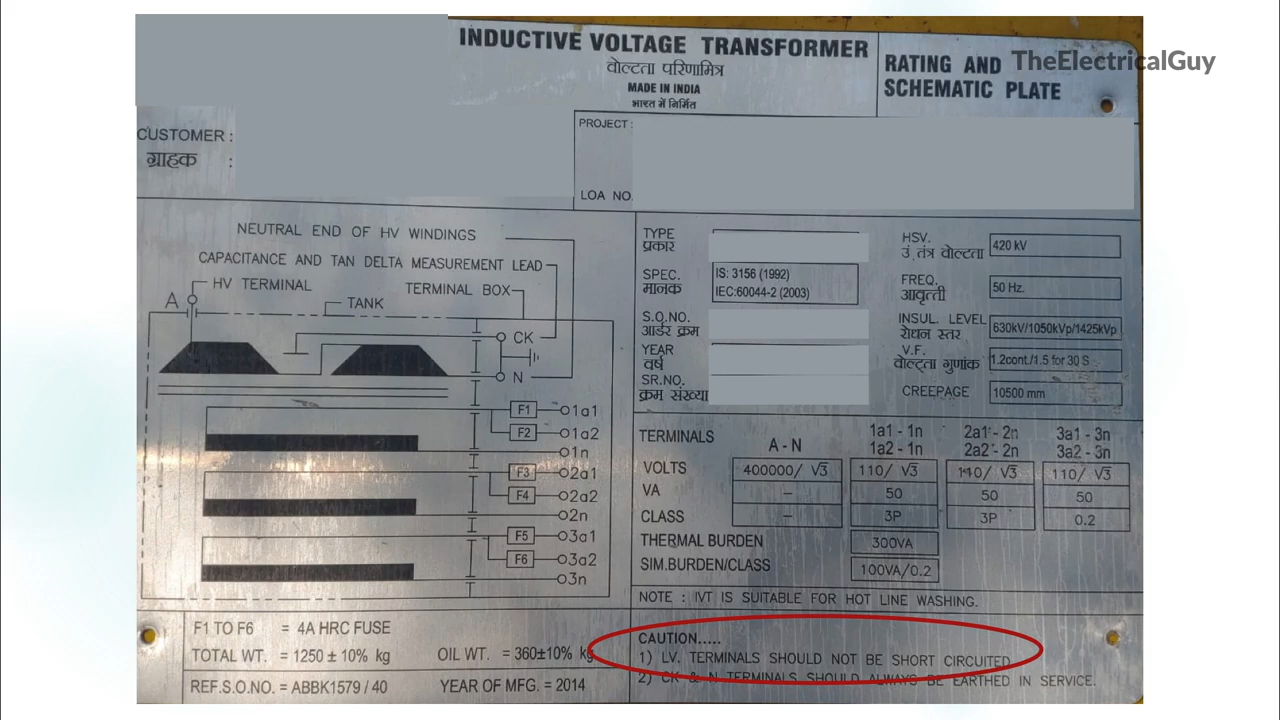 INDUCTIVE VOLTAGE TRANSFORMER
वोल्टता परिणामित्र
MADE IN INDIA
भारत में निर्मित
RATING AND
SCHEMATIC PLATE
TheElectricalGuy
CUSTOMER :
ग्राहक :
PROJECT :
LOA NO.
NEUTRAL END OF HV WINDINGS
CAPACITANCE AND TAN DELTA MEASUREMENT LEAD
HV TERMINAL
TERMINAL BOX
A
TANK
CK
N
F1 1a1
F2 1a2
1n
F3 2a1
F4 2a2
2n
F5 3a1
F6 3a2
3n
TYPE
प्रकार
SPEC. IS: 3156 (1992)
मानक IEC:60044-2 (2003)
S.O.NO.
आर्डर क्रम
YEAR
वर्ष
SR.NO.
क्रम संख्या
HSV. 420 kV
उं.तंत्र वोल्टता
FREQ. 50 Hz.
आवृत्ती
INSUL. LEVEL 630kV/1050kVp/1425kVp
रोधन स्तर
V.F. 1.2cont./1.5 for 30 S
वोल्ट्ता गुणांक
CREEPAGE 10500 mm
TERMINALS A - N 1a1 - 1n 2a1 - 2n 3a1 - 3n
1a2 - 1n 2a2 - 2n 3a2 - 3n
VOLTS 400000/ √3 110/ √3 110/ √3 110/ √3
VA - 50 50 50
CLASS - 3P 3P 0.2
THERMAL BURDEN 300VA
SIM.BURDEN/CLASS 100VA/0.2
NOTE : IVT IS SUITABLE FOR HOT LINE WASHING.
F1 TO F6 = 4A HRC FUSE
TOTAL WT. = 1250 ± 10% kg OIL WT. = 360±10% kg
REF.S.O.NO. = ABBK1579 / 40 YEAR OF MFG. = 2014
CAUTION.....
1) LV. TERMINALS SHOULD NOT BE SHORT CIRCUITED
2) CK & N TERMINALS SHOULD ALWAYS BE EARTHED IN SERVICE.